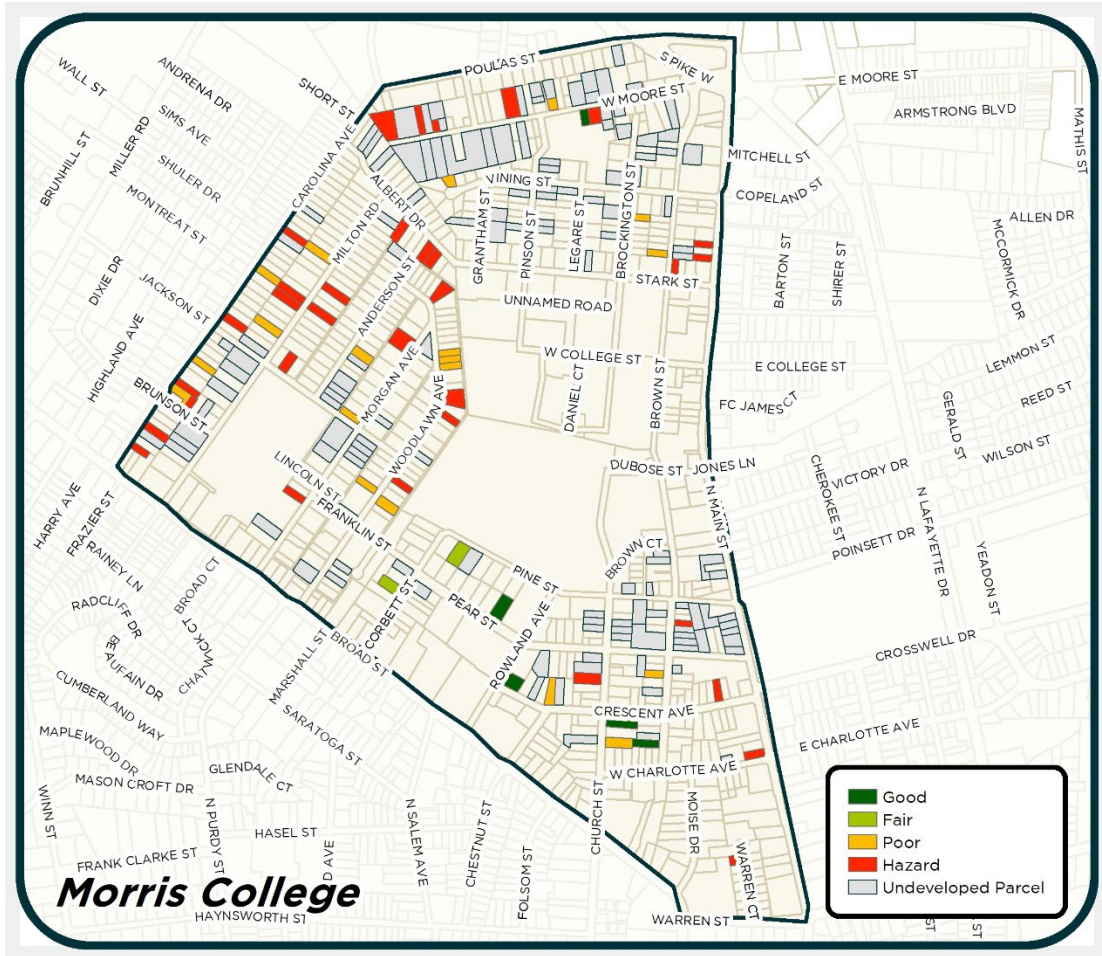 WALL ST
ANDRENA DR
SHORT ST
POULAS ST
S PIKE W
W MOORE ST
E MOORE ST
ARMSTRONG BLVD
MATHIS ST
SIMS AVE
MILLER RD
BRUNHILL ST
SHULER DR
CAROLINA AVE
MONTREAT ST
ALBERT DR
MILTON RD
VINING ST
MITCHELL ST
COPELAND ST
ALLEN DR
MCCORMICK DR
GRANTHAM ST
PINSON ST
LEGARE ST
BROCKINGTON ST
BARTON ST
SHIRER ST
STARK ST
DIXIE DR
JACKSON ST
ANDERSON ST
UNNAMED ROAD
HIGHLAND AVE
BRUNSON ST
MORGAN AVE
WOODLAWN AVE
W COLLEGE ST
DANIEL CT
BROWN ST
E COLLEGE ST
FC JAMES CT
LEMMON ST
REED ST
GERALD ST
WILSON ST
LINCOLN ST
FRANKLIN ST
DUBOSE ST
JONES LN
N MAIN ST
CHEROKEE ST
VICTORY DR
N LAFAYETTE DR
POINSETT DR
YEADON ST
HARRY AVE
FRAZIER ST
RAINEY LN
BROAD CT
RADCLIFF DR
BEAUFAIN DR
CUMBERLAND WAY
MARSHALL ST
BROAD ST
CORBETT ST
PEAR ST
PINE ST
BROWN CT
ROWLAND AVE
CROSSWELL DR
MAPLEWOOD DR
MASON CROFT DR
GLENDALE CT
N SARATOGA ST
CRESCENT AVE
E CHARLOTTE AVE
W CHARLOTTE AVE
WINN ST
N PURDY ST
HASEL ST
D AVE
N SALEM AVE
CHESTNUT ST
FOLSOM ST
CHURCH ST
MOISE DR
WARREN CT
FRANK CLARKE ST
HAYNSWORTH ST
WARREN ST
ST
ST
Good
Fair
Poor
Hazard
Undeveloped Parcel
Morris College